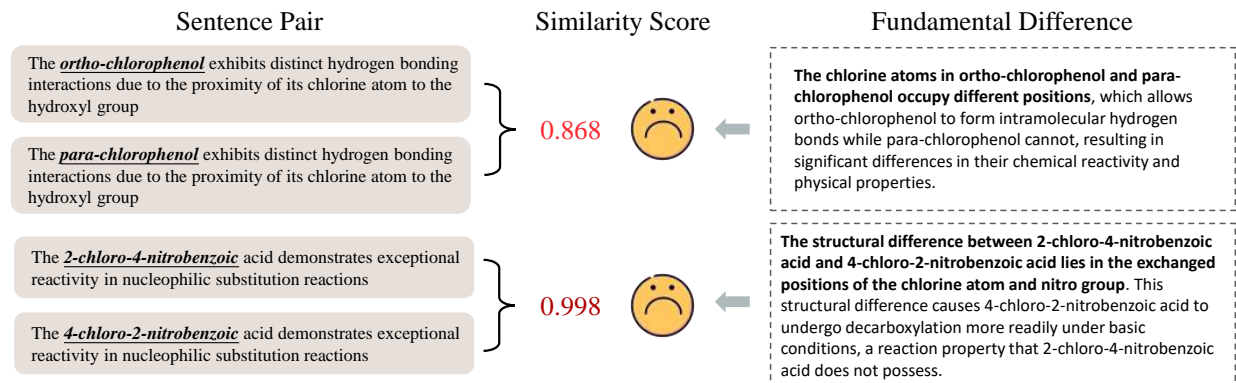 Sentence Pair
Similarity Score
Fundamental Difference
The ortho-chlorophenol exhibits distinct hydrogen bonding
interactions due to the proximity of its chlorine atom to the
hydroxyl group
The para-chlorophenol exhibits distinct hydrogen bonding
interactions due to the proximity of its chlorine atom to the
hydroxyl group
0.868
The chlorine atoms in ortho-chlorophenol and para-
chlorophenol occupy different positions, which allows
ortho-chlorophenol to form intramolecular hydrogen
bonds while para-chlorophenol cannot, resulting in
significant differences in their chemical reactivity and
physical properties.
The 2-chloro-4-nitrobenzoic acid demonstrates exceptional
reactivity in nucleophilic substitution reactions
The 4-chloro-2-nitrobenzoic acid demonstrates exceptional
reactivity in nucleophilic substitution reactions
0.998
The structural difference between 2-chloro-4-nitrobenzoic
acid and 4-chloro-2-nitrobenzoic acid lies in the exchanged
positions of the chlorine atom and nitro group. This
structural difference causes 4-chloro-2-nitrobenzoic acid to
undergo decarboxylation more readily under basic
conditions, a reaction property that 2-chloro-4-nitrobenzoic
acid does not possess.